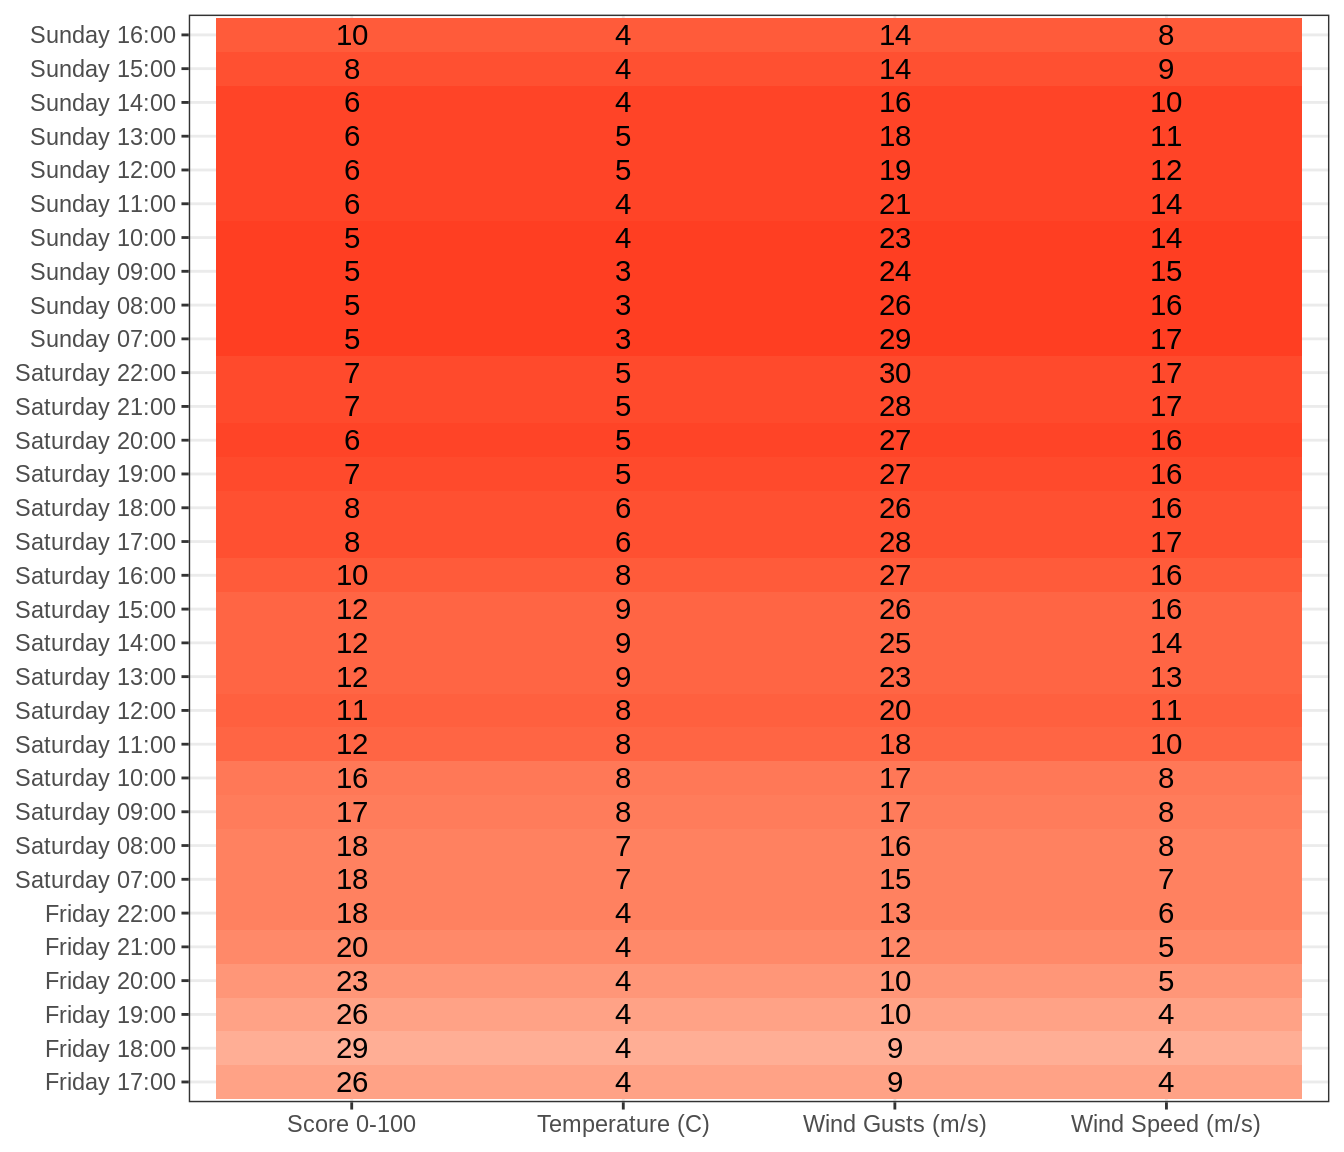 Sunday 16:00 10 4 14 8
Sunday 15:00 8 4 14 9
Sunday 14:00 6 4 16 10
Sunday 13:00 6 5 18 11
Sunday 12:00 6 5 19 12
Sunday 11:00 6 4 21 14
Sunday 10:00 5 4 23 14
Sunday 09:00 5 3 24 15
Sunday 08:00 5 3 26 16
Sunday 07:00 5 3 29 17
Saturday 22:00 7 5 30 17
Saturday 21:00 7 5 28 17
Saturday 20:00 6 5 27 16
Saturday 19:00 7 5 27 16
Saturday 18:00 8 6 26 16
Saturday 17:00 8 6 28 17
Saturday 16:00 10 8 27 16
Saturday 15:00 12 9 26 16
Saturday 14:00 12 9 25 14
Saturday 13:00 12 9 23 13
Saturday 12:00 11 8 20 11
Saturday 11:00 12 8 18 10
Saturday 10:00 16 8 17 8
Saturday 09:00 17 8 17 8
Saturday 08:00 18 7 16 8
Saturday 07:00 18 7 15 7
Friday 22:00 18 4 13 6
Friday 21:00 20 4 12 5
Friday 20:00 23 4 10 5
Friday 19:00 26 4 10 4
Friday 18:00 29 4 9 4
Friday 17:00 26 4 9 4
Score 0-100 Temperature (C) Wind Gusts (m/s) Wind Speed (m/s)